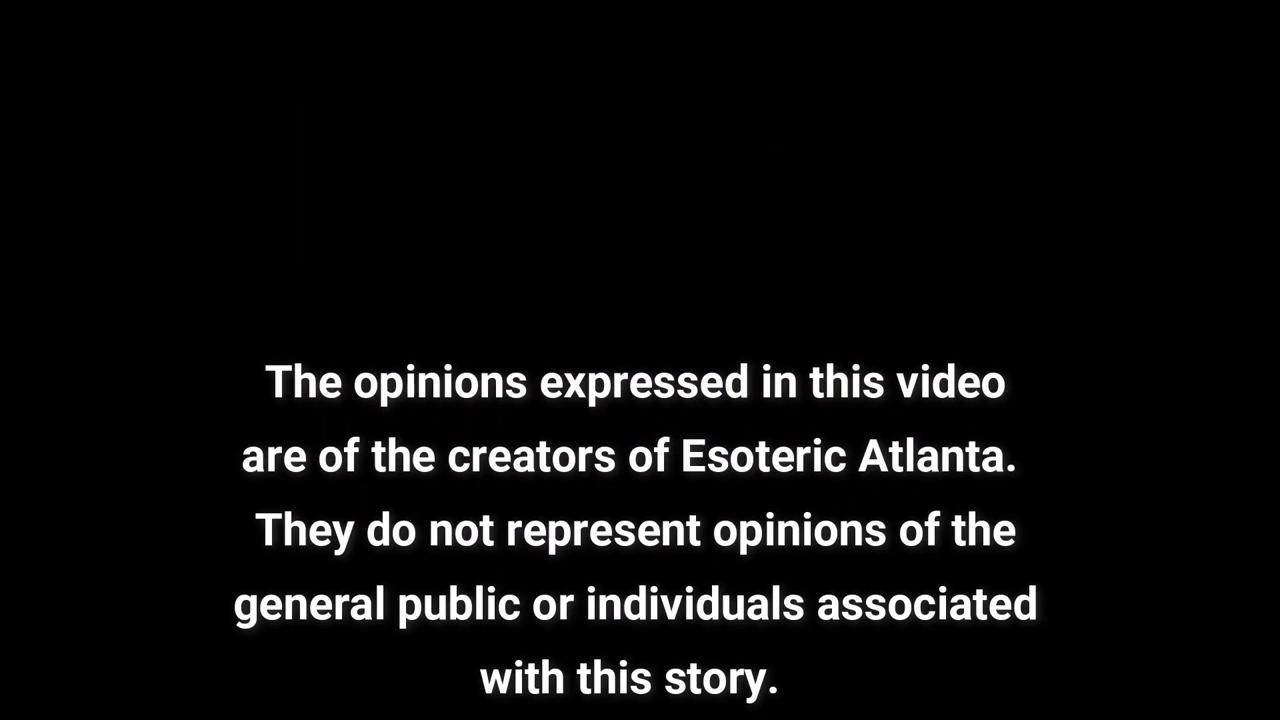 The opinions expressed in this video
are of the creators of Esoteric Atlanta.
They do not represent opinions of the
general public or individuals associated
with this story.